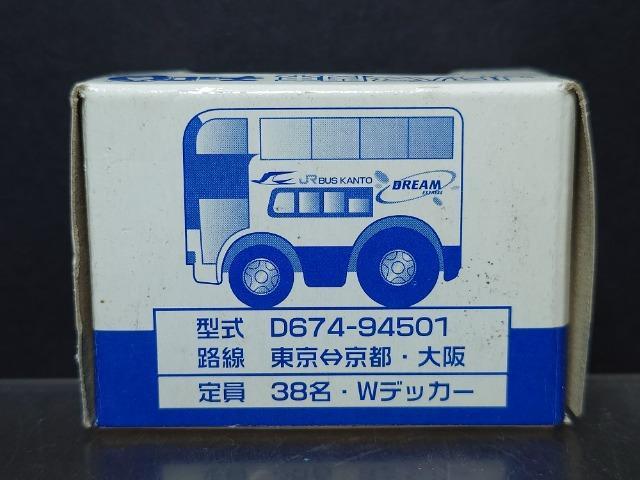 JR BUS KANTO
DREAM
EXPRESS
型式 D674-94501
路線 東京⇔京都・大阪
定員 38名・Wデッカー